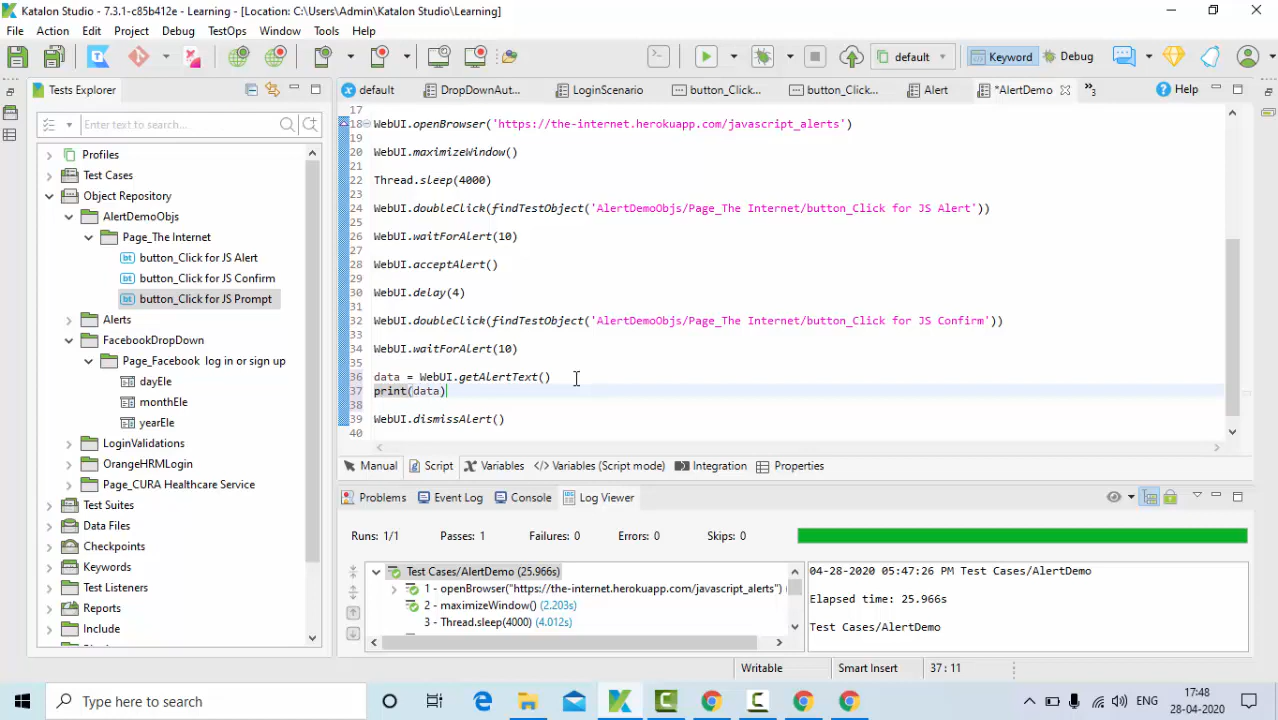 Katalon Studio - 7.3.1-c85b412e - Learning - [Location: C:\Users\Admin\Katalon Studio\Learning]
File Action Edit Project Debug TestOps Window Tools Help
default Keyword Debug
Tests Explorer
default DropDownAut... LoginScenario button_Click... button_Click... Alert *AlertDemo »3 Help
Enter text to search...
Profiles
Test Cases
Object Repository
AlertDemoObjs
Page_The Internet
button_Click for JS Alert
button_Click for JS Confirm
button_Click for JS Prompt
Alerts
FacebookDropDown
Page_Facebook log in or sign up
dayEle
monthEle
yearEle
LoginValidations
OrangeHRMLogin
Page_CURA Healthcare Service
Test Suites
Data Files
Checkpoints
Keywords
Test Listeners
Reports
Include
17
18 WebUI.openBrowser('https://the-internet.herokuapp.com/javascript_alerts')
19
20 WebUI.maximizeWindow()
21
22 Thread.sleep(4000)
23
24 WebUI.doubleClick(findTestObject('AlertDemoObjs/Page_The Internet/button_Click for JS Alert'))
25
26 WebUI.waitForAlert(10)
27
28 WebUI.acceptAlert()
29
30 WebUI.delay(4)
31
32 WebUI.doubleClick(findTestObject('AlertDemoObjs/Page_The Internet/button_Click for JS Confirm'))
33
34 WebUI.waitForAlert(10)
35
36 data = WebUI.getAlertText()
37 print(data)
38
39 WebUI.dismissAlert()
40
Manual Script Variables Variables (Script mode) Integration Properties
Problems Event Log Console Log Viewer
Runs: 1/1 Passes: 1 Failures: 0 Errors: 0 Skips: 0
Test Cases/AlertDemo (25.966s)
1 - openBrowser("https://the-internet.herokuapp.com/javascript_alerts") (
2 - maximizeWindow() (2.203s)
3 - Thread.sleep(4000) (4.012s)
04-28-2020 05:47:26 PM Test Cases/AlertDemo
Elapsed time: 25.966s
Test Cases/AlertDemo
Writable Smart Insert 37 : 11
Type here to search
ENG
17:48
28-04-2020